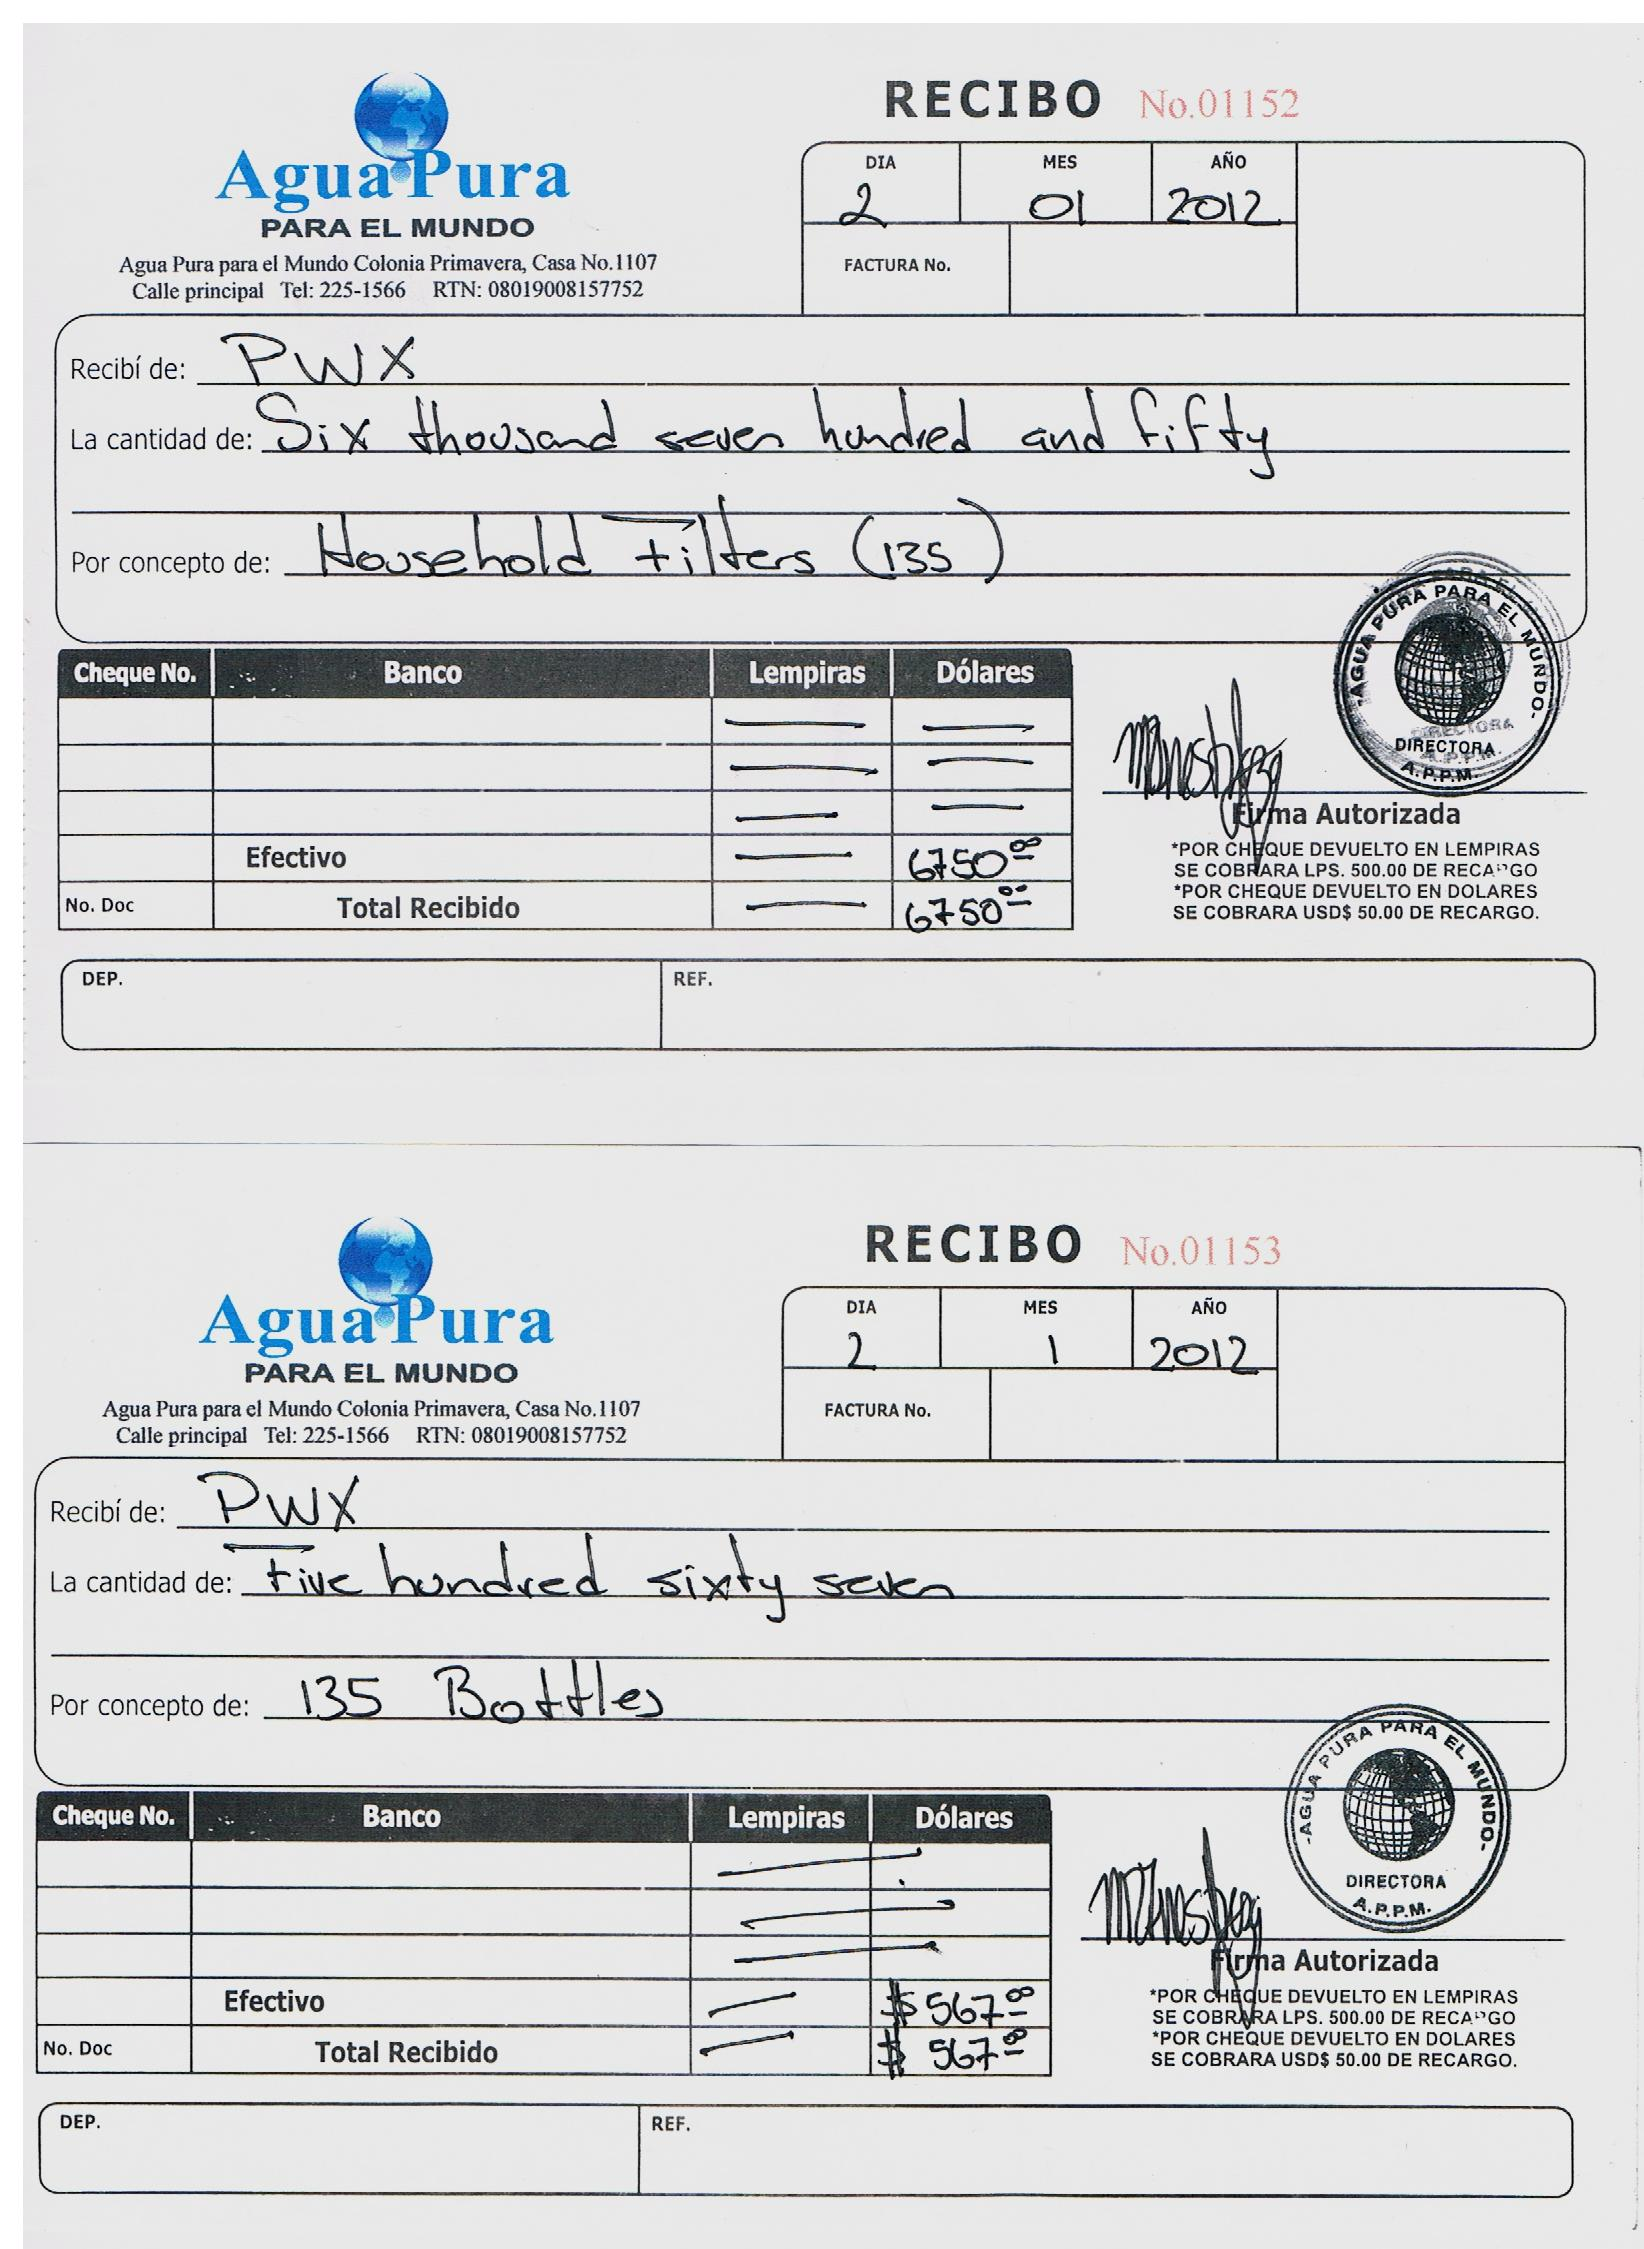 RECIBO No.01152
Agua Pura
PARA EL MUNDO
Agua Pura para el Mundo Colonia Primavera, Casa No.1107
Calle principal Tel: 225-1566 RTN: 08019008157752
DIA MES AÑO
2 01 2012
FACTURA No.
Recibí de: PWX
La cantidad de: Six thousand seven hundred and fifty
Por concepto de: Household Filters (135)
Cheque No. Banco Lempiras Dólares
Efectivo 6750.00
No. Doc Total Recibido 6750.00
-AGUA PURA PARA EL MUNDO-
DIRECTORA
A.P.P.M.
Firma Autorizada
*POR CHEQUE DEVUELTO EN LEMPIRAS
SE COBRARA LPS. 500.00 DE RECARGO
*POR CHEQUE DEVUELTO EN DOLARES
SE COBRARA USD$ 50.00 DE RECARGO.
DEP. REF.
RECIBO No.01153
Agua Pura
PARA EL MUNDO
Agua Pura para el Mundo Colonia Primavera, Casa No.1107
Calle principal Tel: 225-1566 RTN: 08019008157752
DIA MES AÑO
2 1 2012
FACTURA No.
Recibí de: PWX
La cantidad de: Five hundred sixty seven
Por concepto de: 135 Bottles
Cheque No. Banco Lempiras Dólares
Efectivo $567.00
No. Doc Total Recibido $567.00
-AGUA PURA PARA EL MUNDO-
DIRECTORA
A.P.P.M.
Firma Autorizada
*POR CHEQUE DEVUELTO EN LEMPIRAS
SE COBRARA LPS. 500.00 DE RECARGO
*POR CHEQUE DEVUELTO EN DOLARES
SE COBRARA USD$ 50.00 DE RECARGO.
DEP. REF.